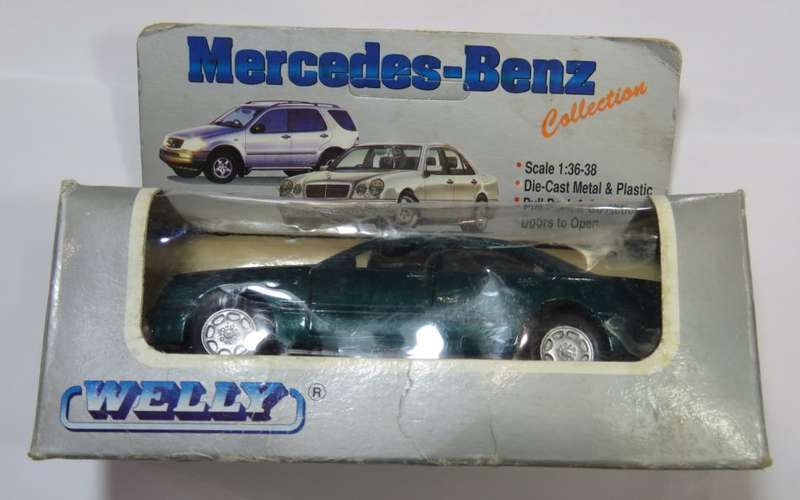 Mercedes-Benz
Collection
• Scale 1:36-38
• Die-Cast Metal & Plastic
Doors to Open
WELLY ®